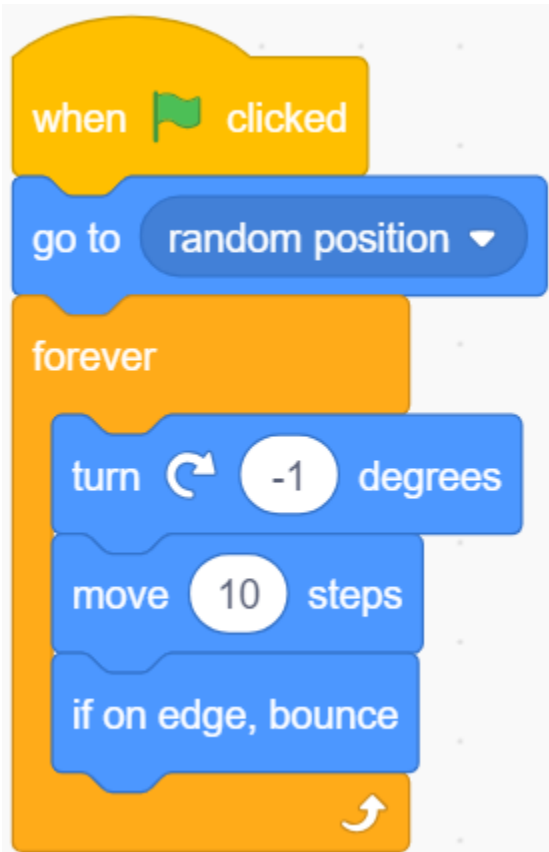 when clicked
go to random position
forever
turn -1 degrees
move 10 steps
if on edge, bounce